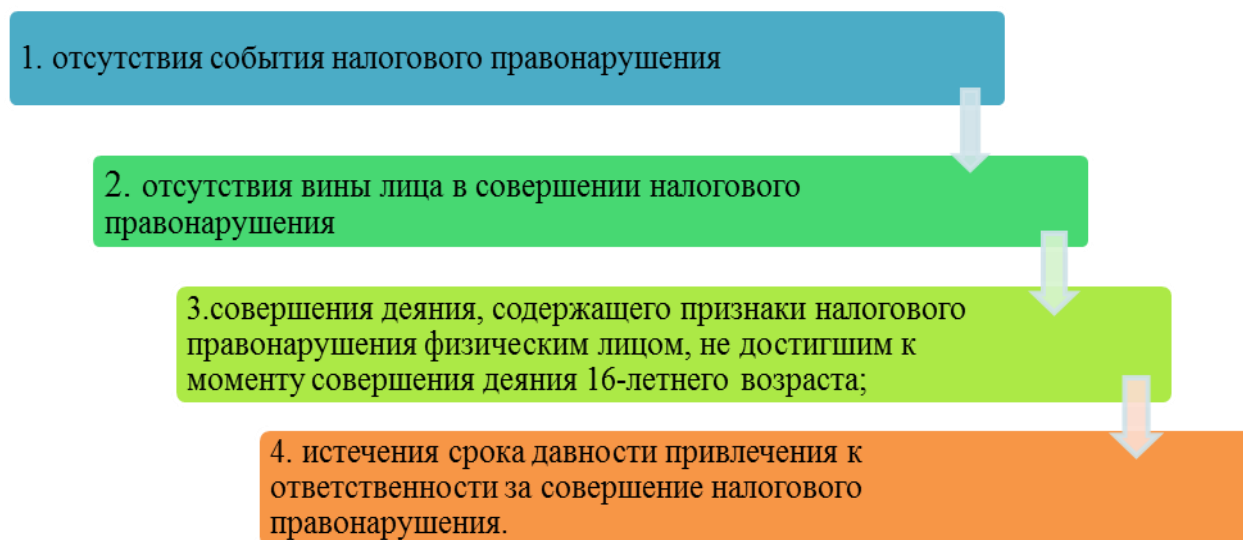 1. отсутствия события налогового правонарушения
2. отсутствия вины лица в совершении налогового
правонарушения
3.совершения деяния, содержащего признаки налогового
правонарушения физическим лицом, не достигшим к
моменту совершения деяния 16-летнего возраста;
4. истечения срока давности привлечения к
ответственности за совершение налогового
правонарушения.